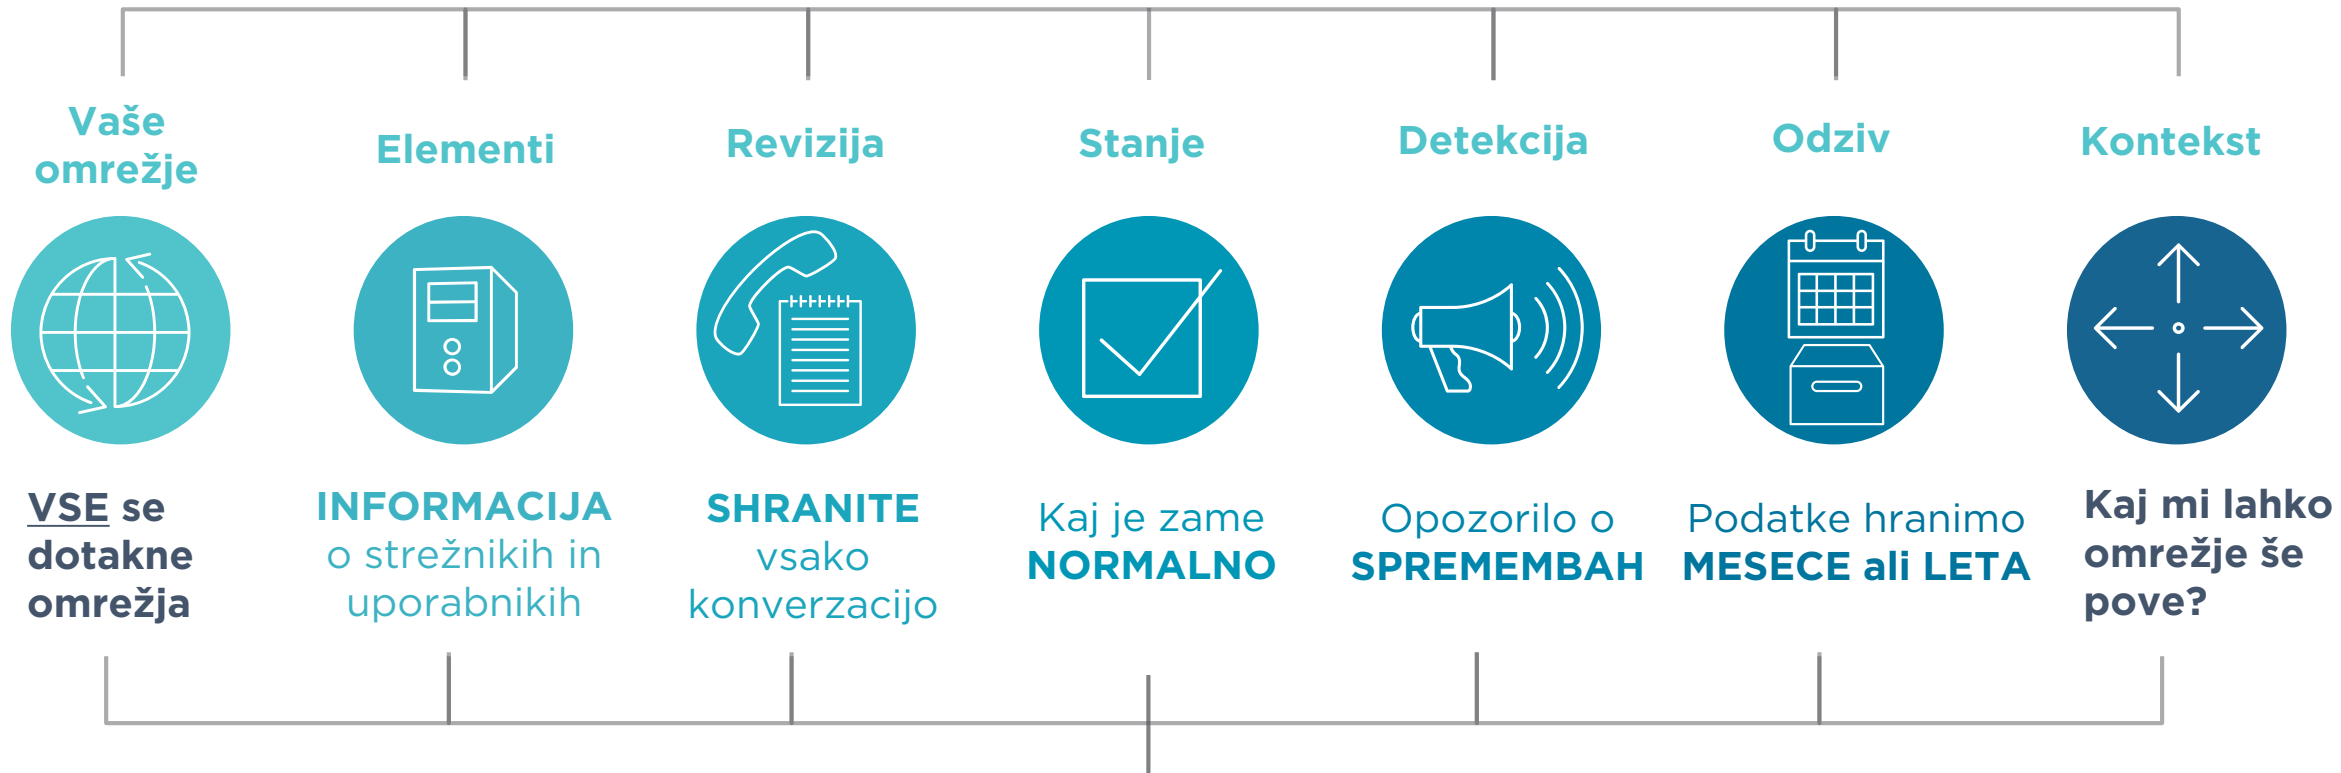 Vaše
omrežje
Elementi
Revizija
Stanje
Detekcija
Odziv
Kontekst
VSE se
dotakne
omrežja
INFORMACIJA
o strežnikih in
uporabnikih
SHRANITE
vsako
konverzacijo
Kaj je zame
NORMALNO
Opozorilo o
SPREMEMBAH
Podatke hranimo
MESECE ali LETA
Kaj mi lahko
omrežje še
pove?